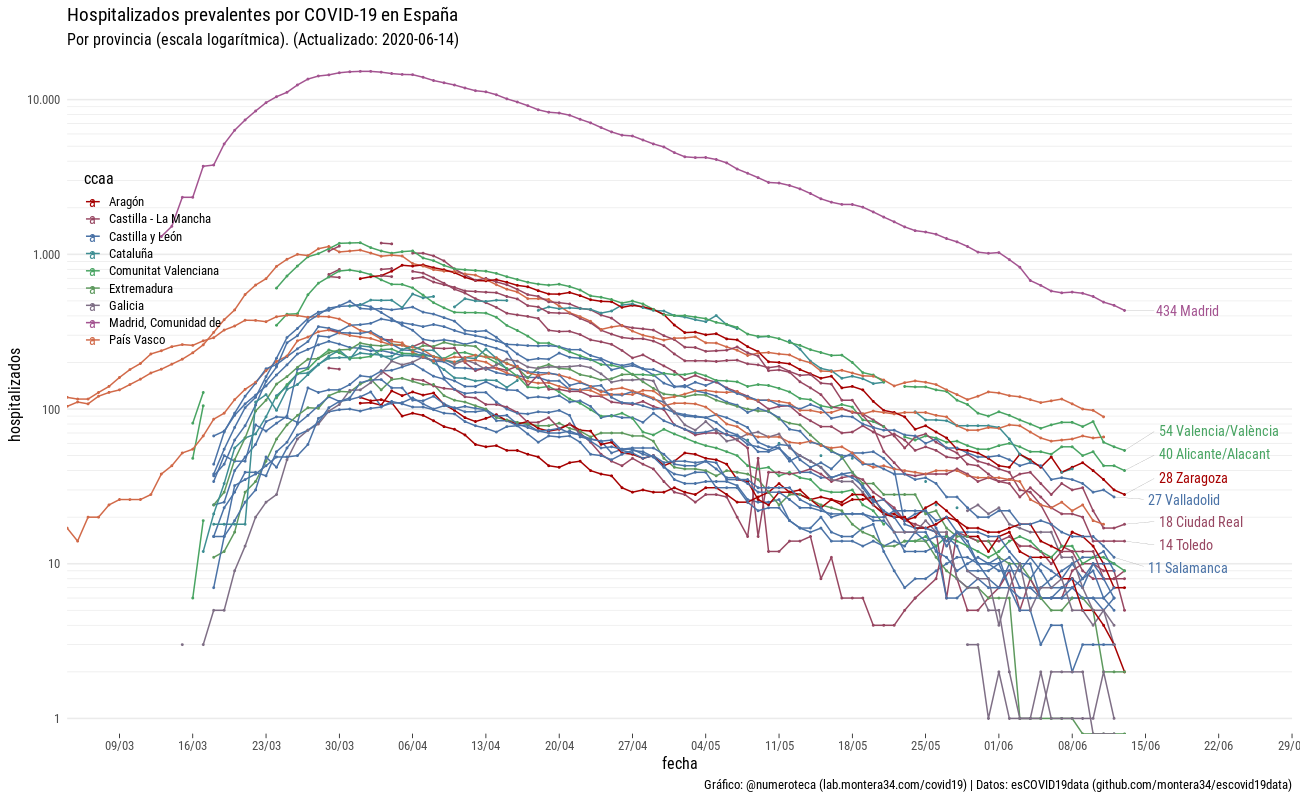 Hospitalizados prevalentes por COVID-19 en España
Por provincia (escala logarítmica). (Actualizado: 2020-06-14)
10.000
1.000
100
10
1
hospitalizados
ccaa
Aragón
Castilla - La Mancha
Castilla y León
Cataluña
Comunitat Valenciana
Extremadura
Galicia
Madrid, Comunidad de
País Vasco
434 Madrid
54 Valencia/València
40 Alicante/Alacant
28 Zaragoza
27 Valladolid
18 Ciudad Real
14 Toledo
11 Salamanca
09/03 16/03 23/03 30/03 06/04 13/04 20/04 27/04 04/05 11/05 18/05 25/05 01/06 08/06 15/06 22/06 29/0
fecha
Gráfico: @numeroteca (lab.montera34.com/covid19) | Datos: esCOVID19data (github.com/montera34/escovid19data)